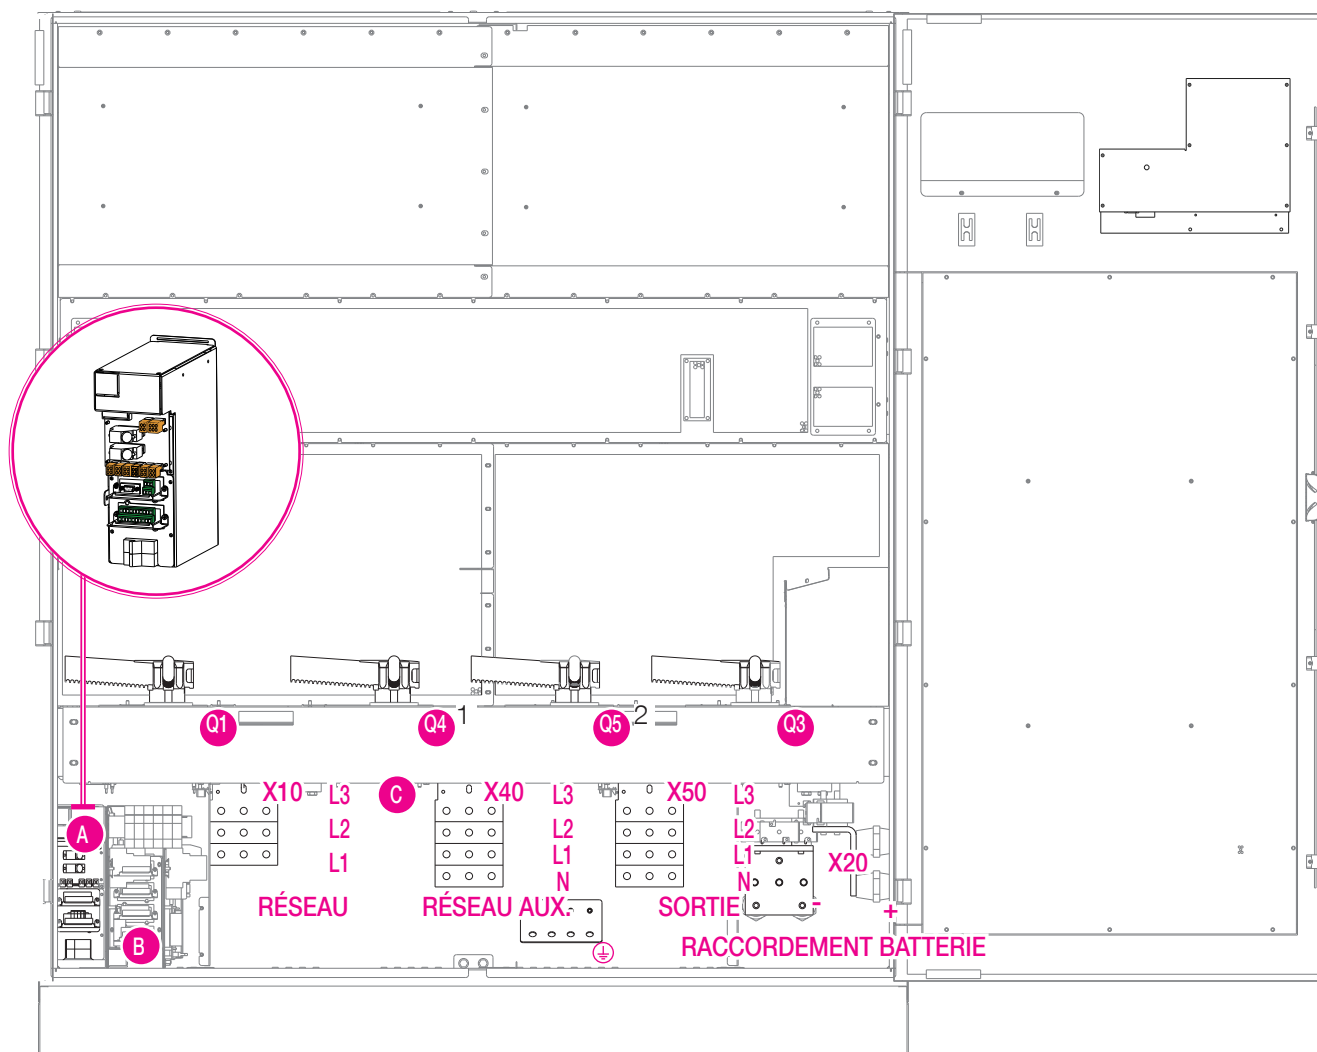 Q1 Q4 1 Q5 2 Q3
X10 L3 C X40 L3 X50 L3
A L2 L2 L2
L1 L1 L1 X20
N N
RÉSEAU RÉSEAU AUX. SORTIE - +
B RACCORDEMENT BATTERIE